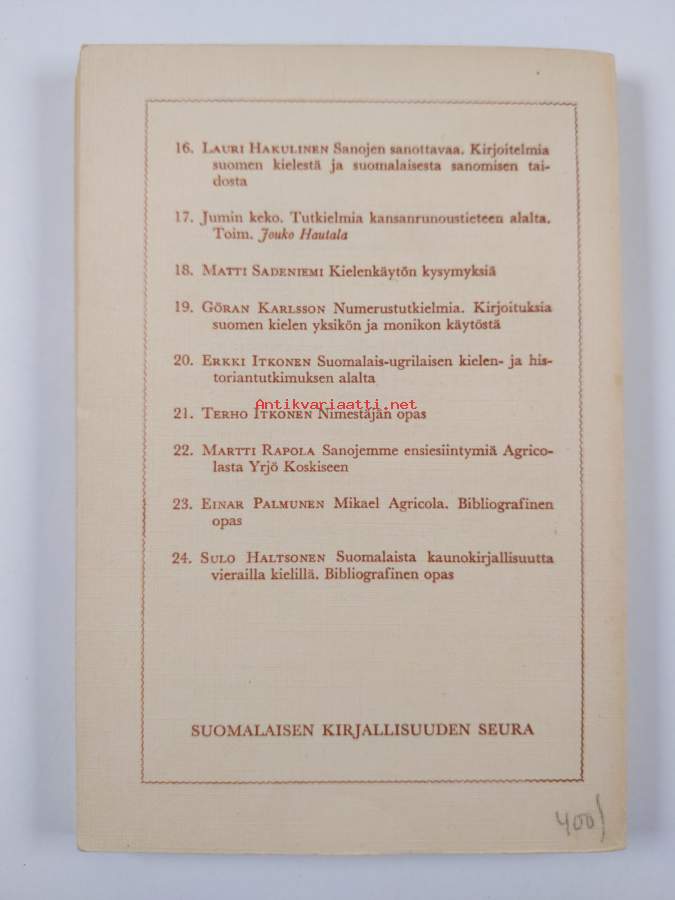 16. LAURI HAKULINEN Sanojen sanottavaa. Kirjoitelmia
suomen kielestä ja suomalaisesta sanomisen tai-
dosta
17. Jumin keko. Tutkielmia kansanrunoustieteen alalta.
Toim. Jouko Hautala
18. MATTI SADENIEMI Kielenkäytön kysymyksiä
19. GÖRAN KARLSSON Numerustutkielmia. Kirjoituksia
suomen kielen yksikön ja monikon käytöstä
20. ERKKI ITKONEN Suomalais-ugrilaisen kielen- ja his-
toriantutkimuksen alalta
Antikvariaatti.net
21. TERHO ITKONEN Nimestäjän opas
22. MARTTI RAPOLA Sanojemme ensiesiintymiä Agrico-
lasta Yrjö Koskiseen
23. EINAR PALMUNEN Mikael Agricola. Bibliografinen
opas
24. SULO HALTSONEN Suomalaista kaunokirjallisuutta
vierailla kielillä. Bibliografinen opas
SUOMALAISEN KIRJALLISUUDEN SEURA